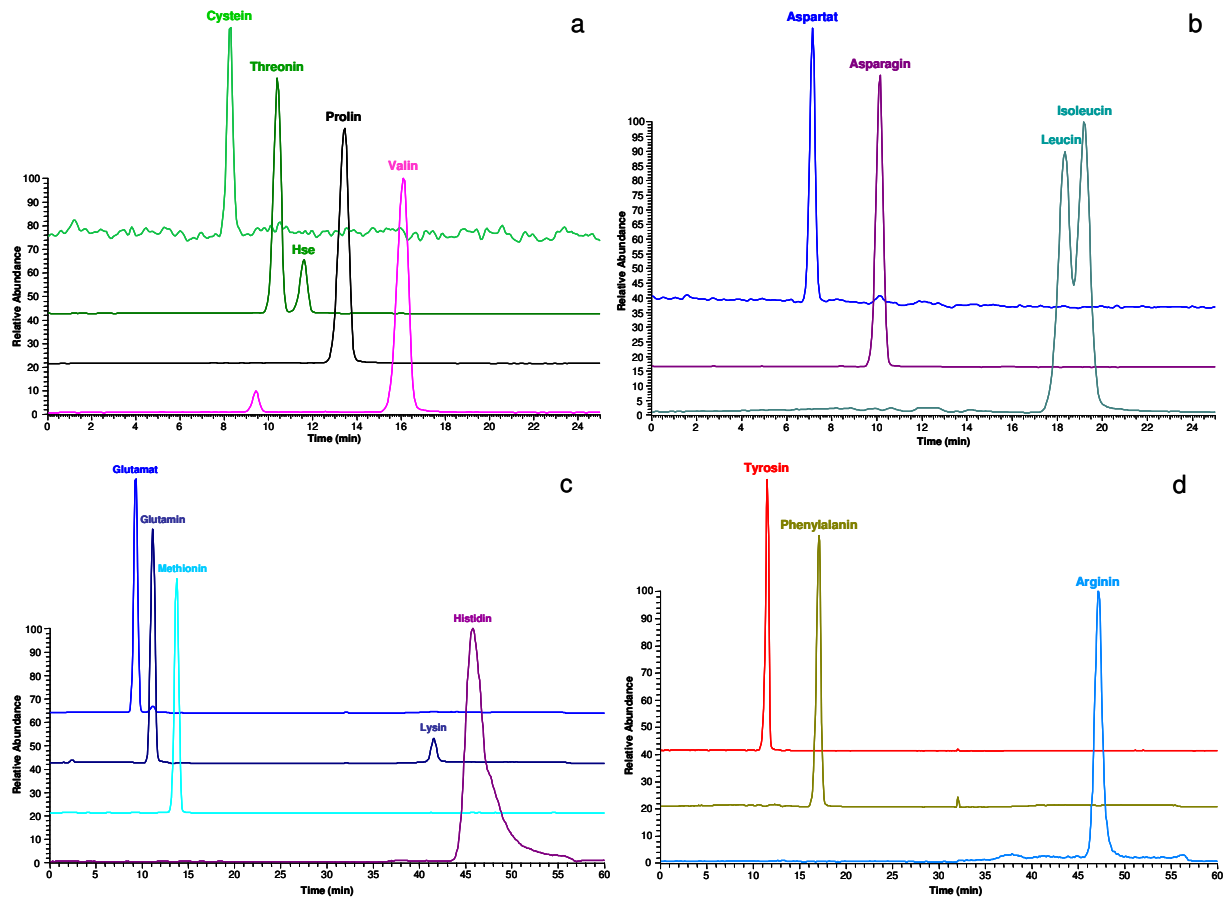 a
Cystein
Threonin
Prolin
Valin
Hse
100
90
80
70
60
50
40
30
20
10
0
Relative Abundance
0 2 4 6 8 10 12 14 16 18 20 22 24
Time (min)
b
Aspartat
Asparagin
Isoleucin
Leucin
100
95
90
85
80
75
70
65
60
55
50
45
40
35
30
25
20
15
10
5
0
Relative Abundance
0 2 4 6 8 10 12 14 16 18 20 22 24
Time (min)
c
Glutamat
Glutamin
Methionin
Histidin
Lysin
100
90
80
70
60
50
40
30
20
10
0
Relative Abundance
0 5 10 15 20 25 30 35 40 45 50 55 60
Time (min)
d
Tyrosin
Phenylalanin
Arginin
100
90
80
70
60
50
40
30
20
10
0
Relative Abundance
0 5 10 15 20 25 30 35 40 45 50 55 60
Time (min)